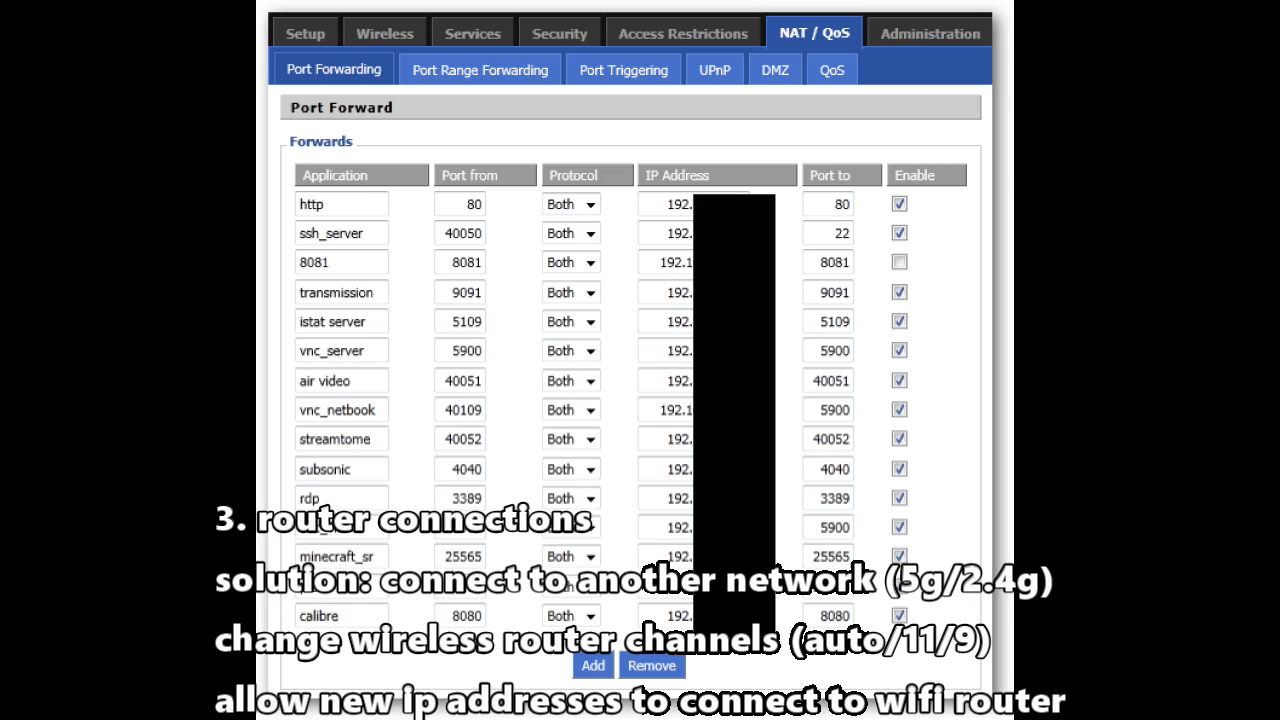 Setup Wireless Services Security Access Restrictions NAT / QoS Administration
Port Forwarding Port Range Forwarding Port Triggering UPnP DMZ QoS
Port Forward
Forwards
Application Port from Protocol IP Address Port to Enable
http 80 Both 192. 80
ssh_server 40050 Both 192. 22
8081 8081 Both 192.1 8081
transmission 9091 Both 192. 9091
istat server 5109 Both 192. 5109
vnc_server 5900 Both 192. 5900
air video 40051 Both 192. 40051
vnc_netbook 40109 Both 192.1 5900
streamtome 40052 Both 192. 40052
subsonic 4040 Both 192. 4040
rdp 3389 Both 192. 3389
3. router connections
192. 5900
minecraft_sr 25565 Both 192. 25565
solution: connect to another network (5g/2.4g)
calibre 8080 Both 192. 8080
change wireless router channels (auto/11/9)
Add Remove
allow new ip addresses to connect to wifi router